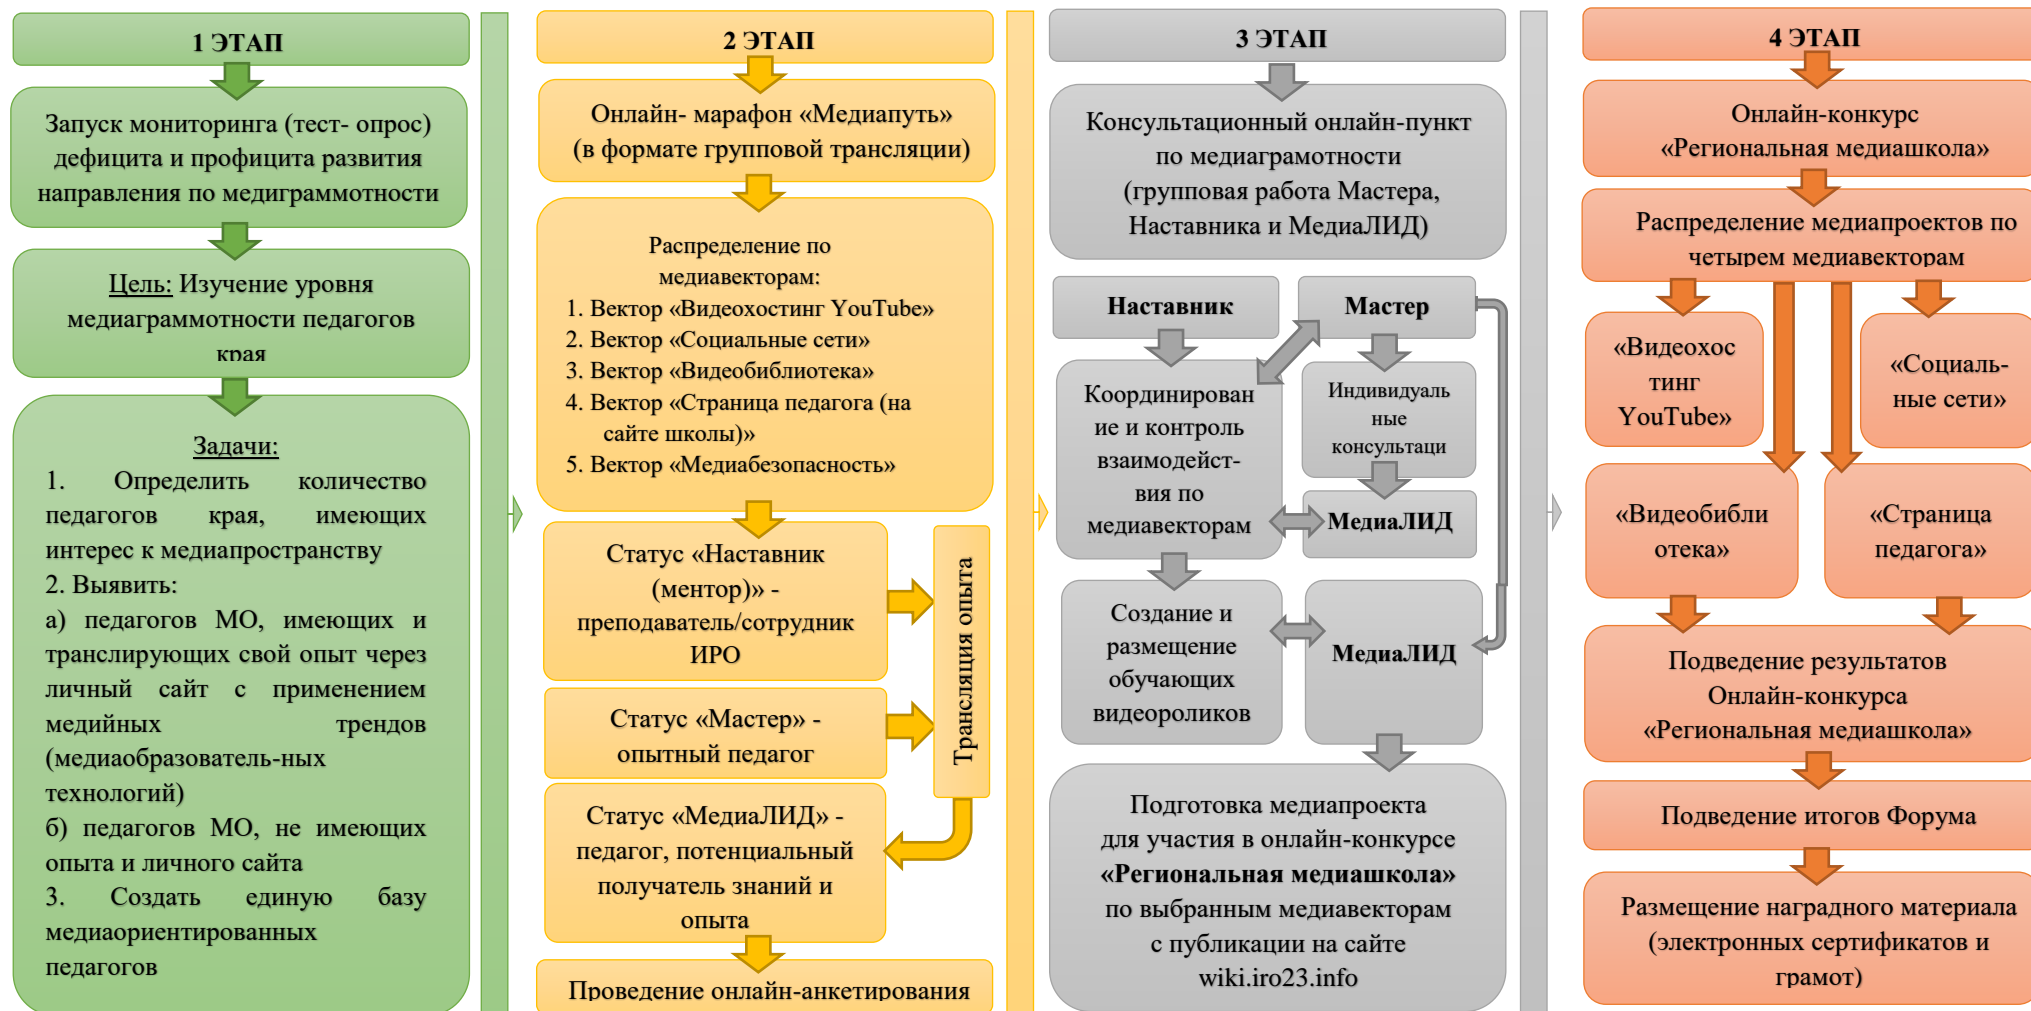 1 ЭТАП
Запуск мониторинга (тест- опрос)
дефицита и профицита развития
направления по медиграммотности
Цель: Изучение уровня
медиаграммотности педагогов
края
Задачи:
1. Определить количество
педагогов края, имеющих
интерес к медиапространству
2. Выявить:
а) педагогов МО, имеющих и
транслирующих свой опыт через
личный сайт с применением
медийных трендов
(медиаобразователь-ных
технологий)
б) педагогов МО, не имеющих
опыта и личного сайта
3. Создать единую базу
медиаориентированных
педагогов
2 ЭТАП
Онлайн- марафон «Медиапуть»
(в формате групповой трансляции)
Распределение по
медиавекторам:
1. Вектор «Видеохостинг YouTube»
2. Вектор «Социальные сети»
3. Вектор «Видеобиблиотека»
4. Вектор «Страница педагога (на
сайте школы)»
5. Вектор «Медиабезопасность»
Статус «Наставник
(ментор)» -
преподаватель/сотрудник
ИРО
Статус «Мастер» -
опытный педагог
Статус «МедиаЛИД» -
педагог, потенциальный
получатель знаний и
опыта
Трансляция опыта
Проведение онлайн-анкетирования
3 ЭТАП
Консультационный онлайн-пункт
по медиаграмотности
(групповая работа Мастера,
Наставника и МедиаЛИД)
Наставник
Мастер
Координирован
ие и контроль
взаимодейст-
вия по
медиавекторам
Индивидуаль
ные
консультаци
МедиаЛИД
Создание и
размещение
обучающих
видеороликов
МедиаЛИД
Подготовка медиапроекта
для участия в онлайн-конкурсе
«Региональная медиашкола»
по выбранным медиавекторам
с публикации на сайте
wiki.iro23.info
4 ЭТАП
Онлайн-конкурс
«Региональная медиашкола»
Распределение медиапроектов по
четырем медиавекторам
«Видеохос
тинг
YouTube»
«Социаль-
ные сети»
«Видеобибли
отека»
«Страница
педагога»
Подведение результатов
Онлайн-конкурса
«Региональная медиашкола»
Подведение итогов Форума
Размещение наградного материала
(электронных сертификатов и
грамот)